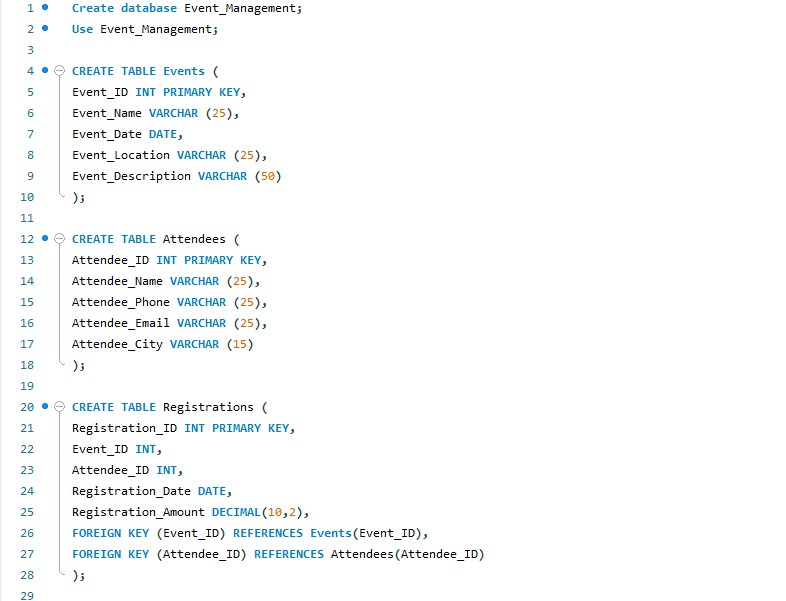 1 Create database Event_Management;
2 Use Event_Management;
3
4 CREATE TABLE Events (
5 Event_ID INT PRIMARY KEY,
6 Event_Name VARCHAR (25),
7 Event_Date DATE,
8 Event_Location VARCHAR (25),
9 Event_Description VARCHAR (50)
10 );
11
12 CREATE TABLE Attendees (
13 Attendee_ID INT PRIMARY KEY,
14 Attendee_Name VARCHAR (25),
15 Attendee_Phone VARCHAR (25),
16 Attendee_Email VARCHAR (25),
17 Attendee_City VARCHAR (15)
18 );
19
20 CREATE TABLE Registrations (
21 Registration_ID INT PRIMARY KEY,
22 Event_ID INT,
23 Attendee_ID INT,
24 Registration_Date DATE,
25 Registration_Amount DECIMAL(10,2),
26 FOREIGN KEY (Event_ID) REFERENCES Events(Event_ID),
27 FOREIGN KEY (Attendee_ID) REFERENCES Attendees(Attendee_ID)
28 );
29